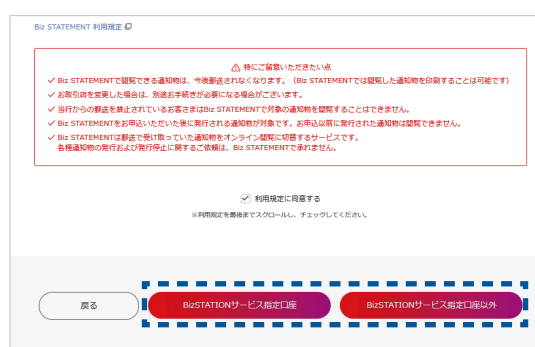 Biz STATEMENT 利用規定
特にご留意いただきたい点
Biz STATEMENTで閲覧できる通知物は、今後郵送されなくなります。（Biz STATEMENTでは閲覧した通知物を印刷することは可能です）
お取引店を変更した場合は、別途お手続きが必要になる場合がございます。
当行からの郵送を禁止されているお客さまはBiz STATEMENTで対象の通知物を閲覧することはできません。
Biz STATEMENTをお申込いただいた後に発行される通知物が対象です。お申込以前に発行された通知物は閲覧できません。
Biz STATEMENTは郵送で受け取っていた通知物をオンライン閲覧に切替するサービスです。
各種通知物の発行および発行停止に関するご依頼は、Biz STATEMENTで承れません。
利用規定に同意する
※利用規定を最後までスクロールし、チェックしてください。
戻る BizSTATIONサービス指定口座 BizSTATIONサービス指定口座以外